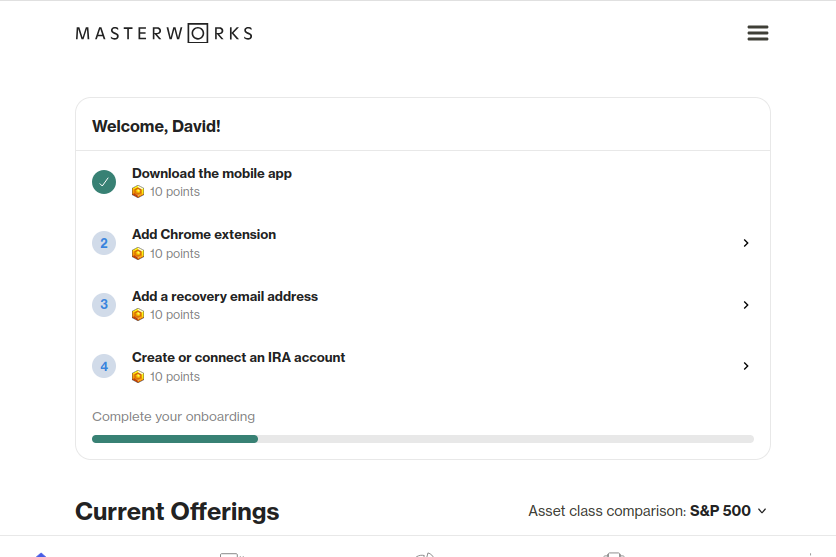 MASTERWORKS
Welcome, David!
Download the mobile app
10 points
2
Add Chrome extension
10 points
3
Add a recovery email address
10 points
4
Create or connect an IRA account
10 points
Complete your onboarding
Current Offerings
Asset class comparison: S&P 500